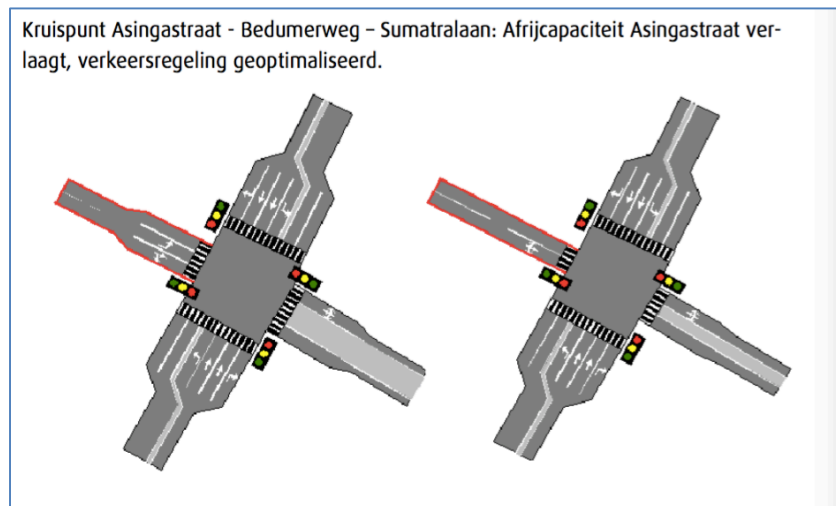 Kruispunt Asingastraat - Bedumerweg – Sumatralaan: Afrijcapaciteit Asingastraat ver-
laagt, verkeersregeling geoptimaliseerd.